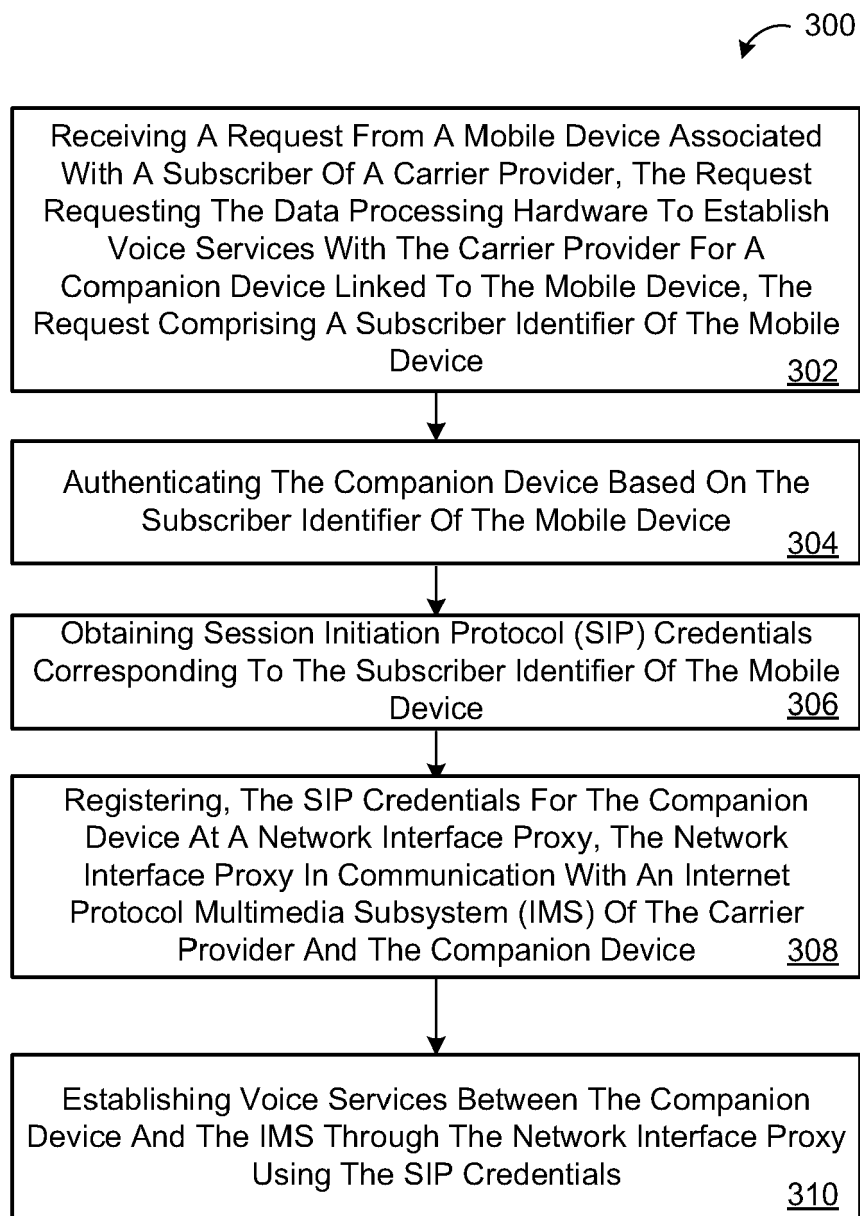 300
Receiving A Request From A Mobile Device Associated
With A Subscriber Of A Carrier Provider, The Request
Requesting The Data Processing Hardware To Establish
Voice Services With The Carrier Provider For A
Companion Device Linked To The Mobile Device, The
Request Comprising A Subscriber Identifier Of The Mobile
Device
302
Authenticating The Companion Device Based On The
Subscriber Identifier Of The Mobile Device
304
Obtaining Session Initiation Protocol (SIP) Credentials
Corresponding To The Subscriber Identifier Of The Mobile
Device
306
Registering, The SIP Credentials For The Companion
Device At A Network Interface Proxy, The Network
Interface Proxy In Communication With An Internet
Protocol Multimedia Subsystem (IMS) Of The Carrier
Provider And The Companion Device
308
Establishing Voice Services Between The Companion
Device And The IMS Through The Network Interface Proxy
Using The SIP Credentials
310